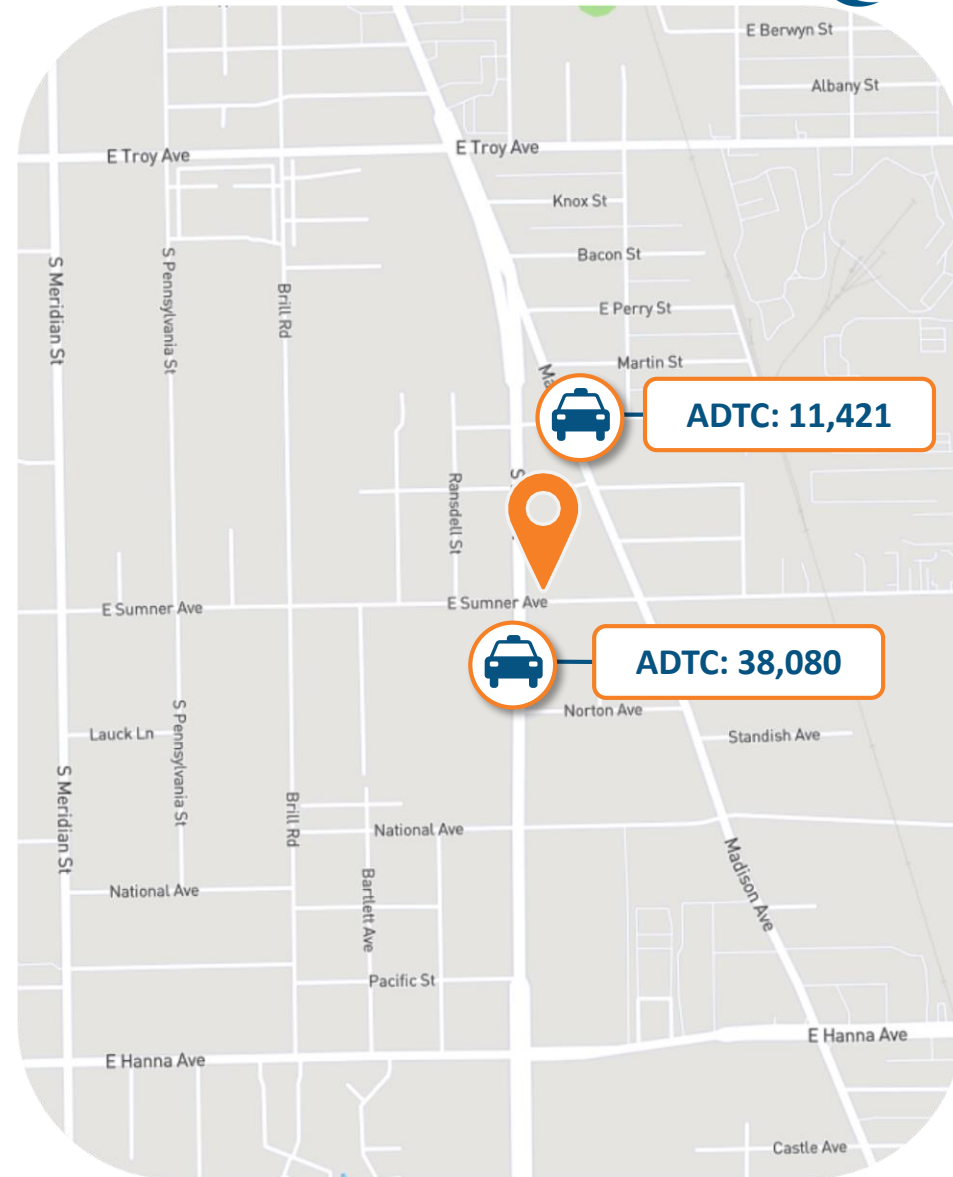 E Berwyn St
Albany St
E Troy Ave
E Troy Ave
Knox St
Bacon St
S Meridian St
S Pennsylvania St
Brill Rd
E Perry St
Martin St
ADTC: 11,421
Ransdell St
E Sumner Ave
E Sumner Ave
ADTC: 38,080
Norton Ave
Lauck Ln
S Pennsylvania St
Standish Ave
S Meridian St
Brill Rd
National Ave
Madison Ave
National Ave
Bartlett Ave
Pacific St
E Hanna Ave
E Hanna Ave
Castle Ave